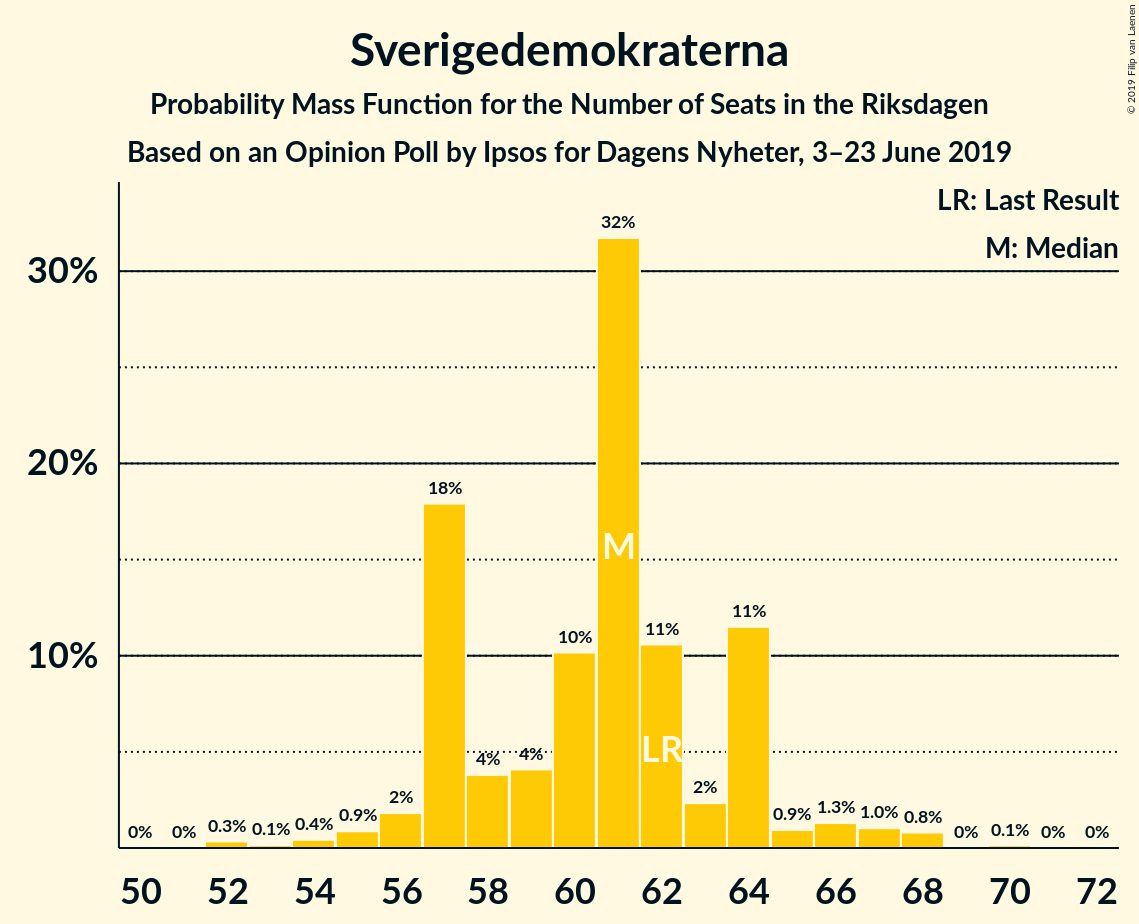 © 2019 Filip van Laenen
Sverigedemokraterna
Probability Mass Function for the Number of Seats in the Riksdagen
Based on an Opinion Poll by Ipsos for Dagens Nyheter, 3–23 June 2019
LR: Last Result
M: Median
30%
20%
10%
0% 0% 0.3% 0.1% 0.4% 0.9% 2% 18% 4% 4% 10% 32% 11% 2% 11% 0.9% 1.3% 1.0% 0.8% 0% 0.1% 0% 0%
M
LR
50 52 54 56 58 60 62 64 66 68 70 72